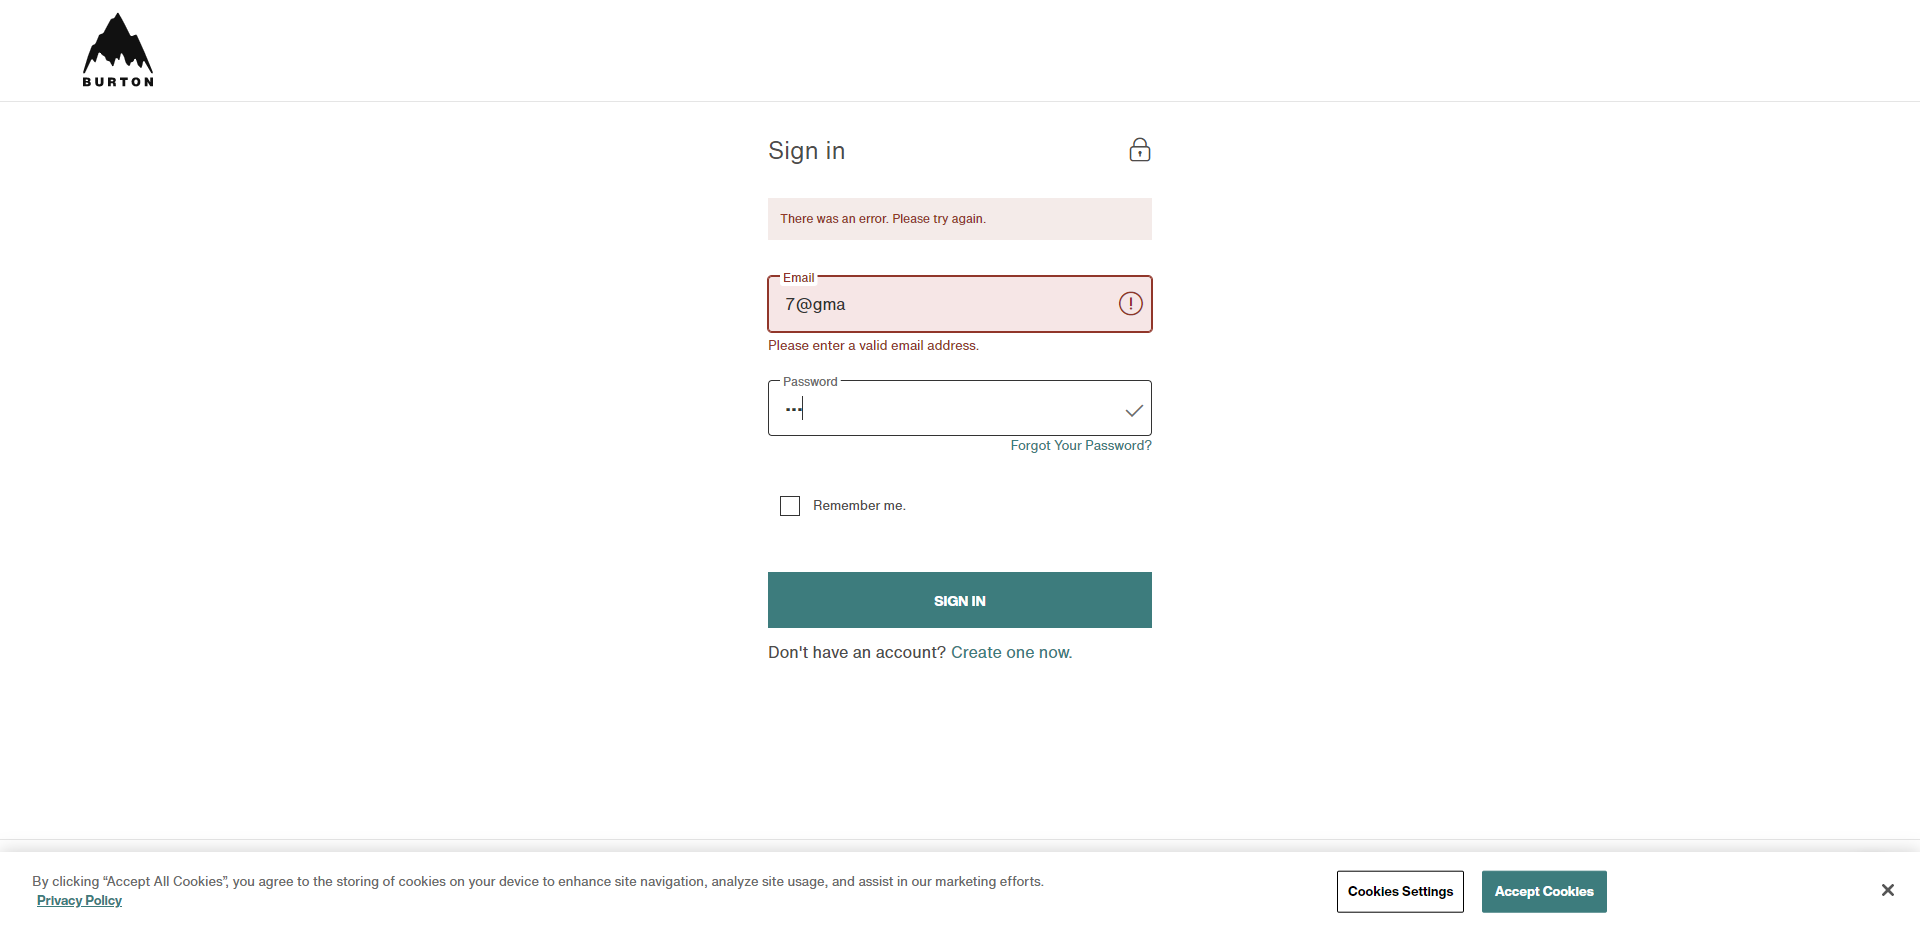 BURTON
Sign in
There was an error. Please try again.
Email
7@gma
Please enter a valid email address.
Password
Forgot Your Password?
Remember me.
SIGN IN
Don't have an account? Create one now.
By clicking “Accept All Cookies”, you agree to the storing of cookies on your device to enhance site navigation, analyze site usage, and assist in our marketing efforts.
Privacy Policy
Cookies Settings
Accept Cookies